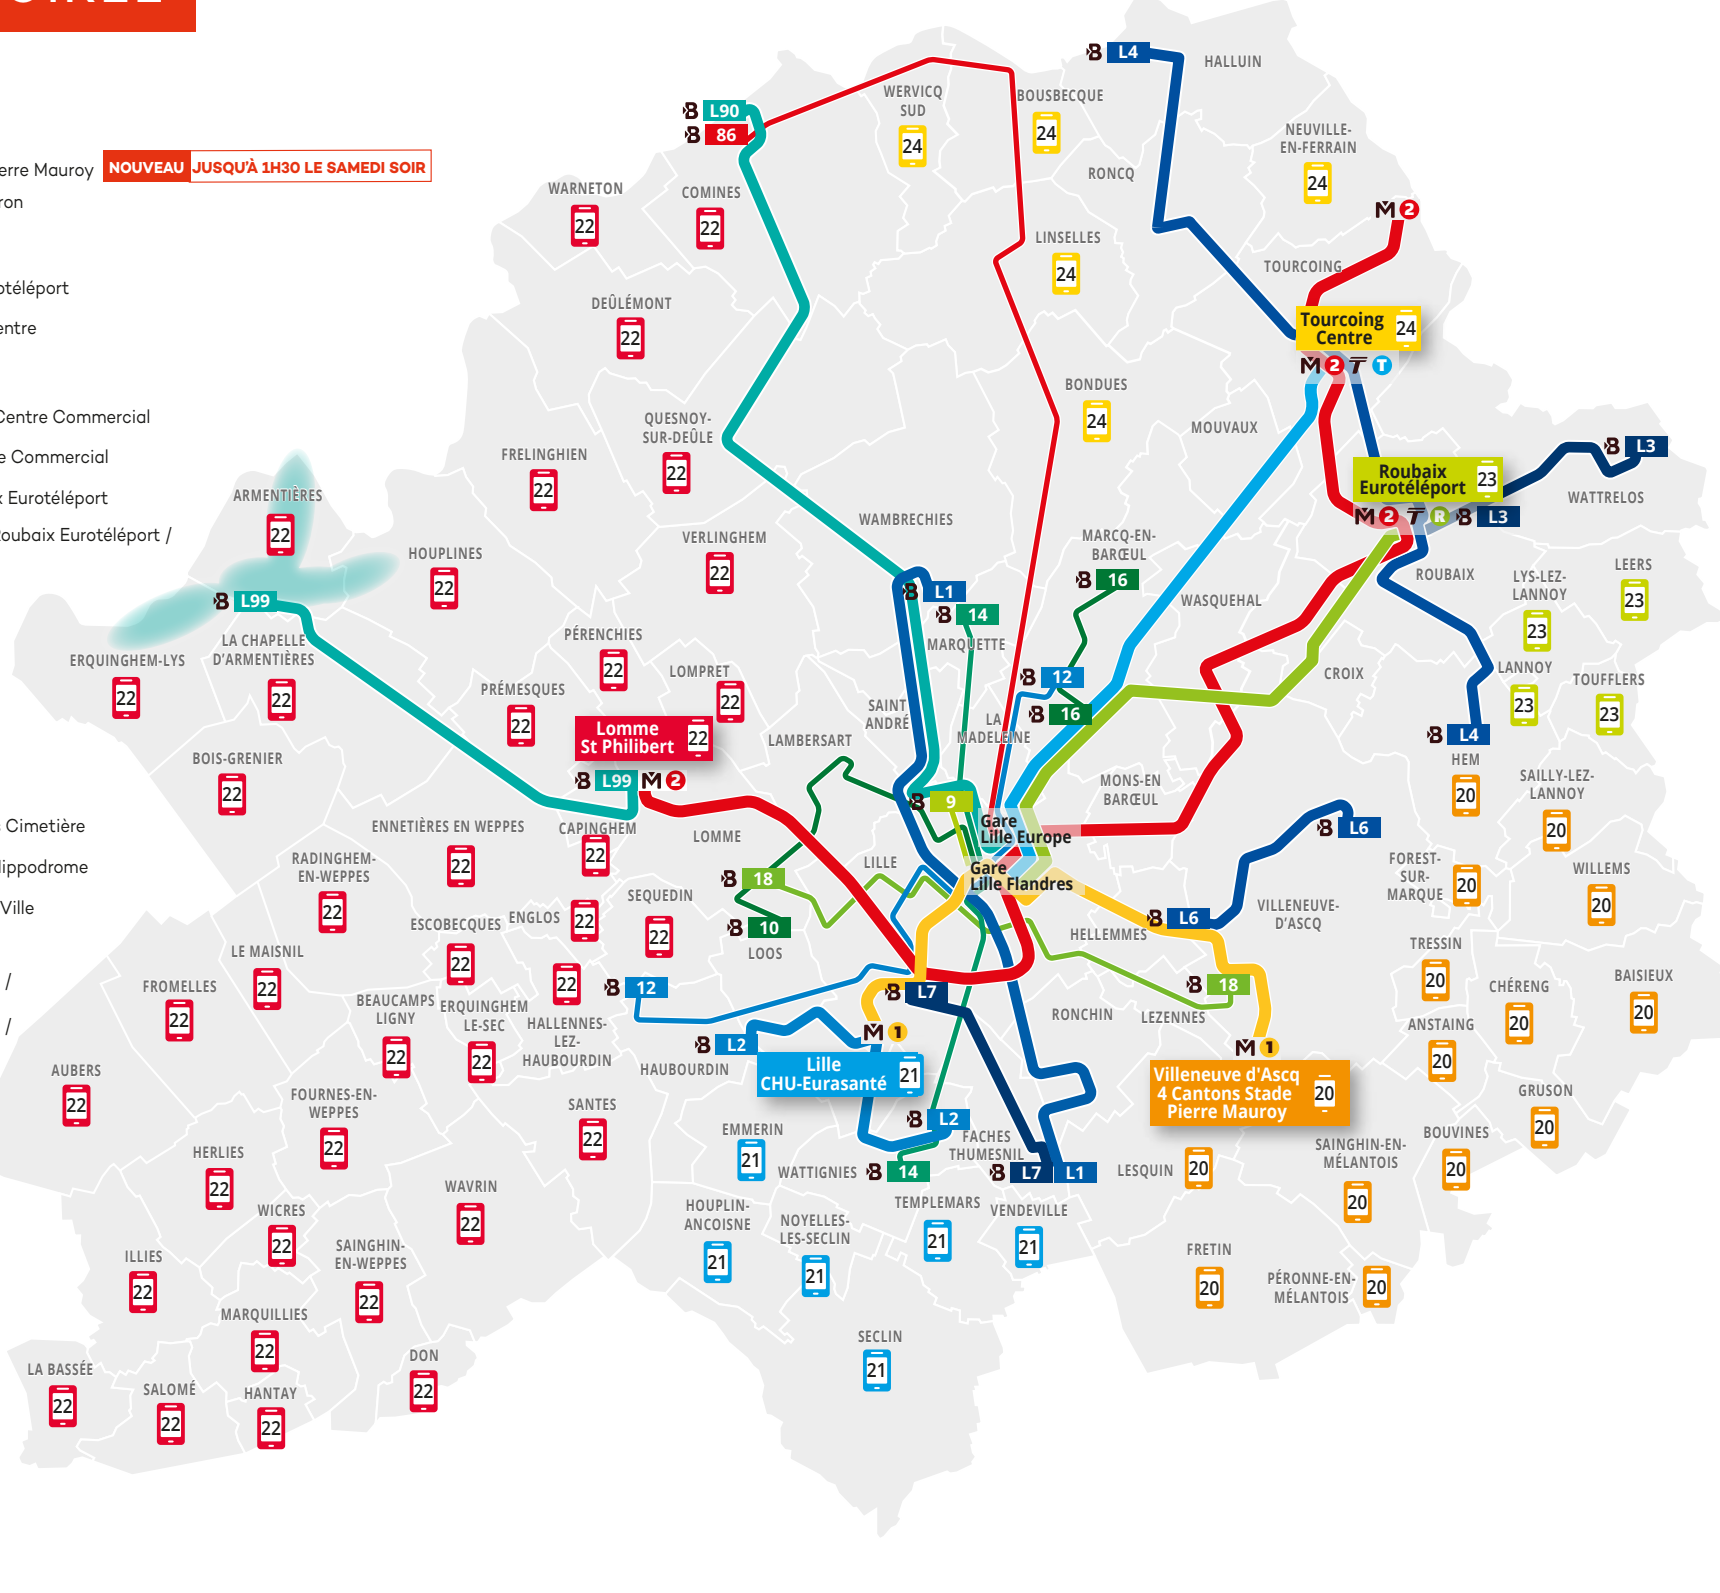 erre Mauroy
NOUVEAU JUSQU'À 1H30 LE SAMEDI SOIR
ron
otéléport
entre
Centre Commercial
e Commercial
x Eurotéléport
Roubaix Eurotéléport /
s Cimetière
Hippodrome
Ville
/
/
L4
HALLUIN
L90
86
WERVICQ
SUD
24
BOUSBECQUE
24
NEUVILLE-
EN-FERRAIN
24
RONCQ
WARNETON
22
COMINES
22
M 2
LINSELLES
24
TOURCOING
DEÛLÉMONT
22
Tourcoing
Centre
24
M 2 T T
BONDUES
24
MOUVAUX
QUESNOY-
SUR-DEÛLE
22
FRELINGHIEN
22
L3
WATTRELOS
Roubaix
Eurotéléport
23
M 2 T R L3
ARMENTIÈRES
22
WAMBRECHIES
VERLINGHEM
22
HOUPLINES
22
MARCQ-EN-
BARŒUL
16
ROUBAIX
LYS-LEZ-
LANNOY
23
LEERS
23
L99
L1
14
MARQUETTE
WASQUEHAL
LA CHAPELLE
D'ARMENTIÈRES
22
ERQUINGHEM-LYS
22
PÉRENCHIES
22
LOMPRET
22
PRÉMESQUES
22
12
16
SAINT
ANDRÉ
LA
MADELEINE
CROIX
LANNOY
23
TOUFFLERS
23
Lomme
St Philibert
22
L99 M 2
LAMBERSART
L4
HEM
20
BOIS-GRENIER
22
MONS-EN
BARŒUL
SAILLY-LEZ-
LANNOY
20
9
Gare
Lille Europe
Gare
Lille Flandres
L6
ENNETIÈRES EN WEPPES
22
CAPINGHEM
22
LOMME
LILLE
RADINGHEM-
EN-WEPPES
22
18
FOREST-
SUR-
MARQUE
20
WILLEMS
20
SEQUEDIN
22
ESCOBECQUES
22
ENGLOS
22
10
LOOS
L6
VILLENEUVE-
D'ASCQ
HELLEMMES
LE MAISNIL
22
TRESSIN
20
FROMELLES
22
22
12
L7
18
CHÉRENG
20
BAISIEUX
20
BEAUCAMPS
LIGNY
22
ERQUINGHEM
LE-SEC
22
HALLENNES-
LEZ-
HAUBOURDIN
RONCHIN
LEZENNES
ANSTAING
20
M 1
L2
HAUBOURDIN
M 1
Lille
CHU-Eurasanté
21
Villeneuve d'Ascq
4 Cantons Stade
Pierre Mauroy
20
AUBERS
22
FOURNES-EN-
WEPPES
22
SANTES
22
GRUSON
20
EMMERIN
21
L2
FACHES
THUMESNIL
BOUVINES
20
SAINGHIN-EN-
MÉLANTOIS
20
HERLIES
22
WATTIGNIES
14
L7 L1
LESQUIN
20
WAVRIN
22
WICRES
22
HOUPLIN-
ANCOISNE
21
NOYELLES-
LES-SECLIN
21
TEMPLEMARS
21
VENDEVILLE
21
ILLIES
22
SAINGHIN-
EN-WEPPES
22
FRETIN
20
PÉRONNE-EN-
MÉLANTOIS
20
MARQUILLIES
22
SECLIN
21
LA BASSÉE
22
SALOMÉ
22
HANTAY
22
DON
22